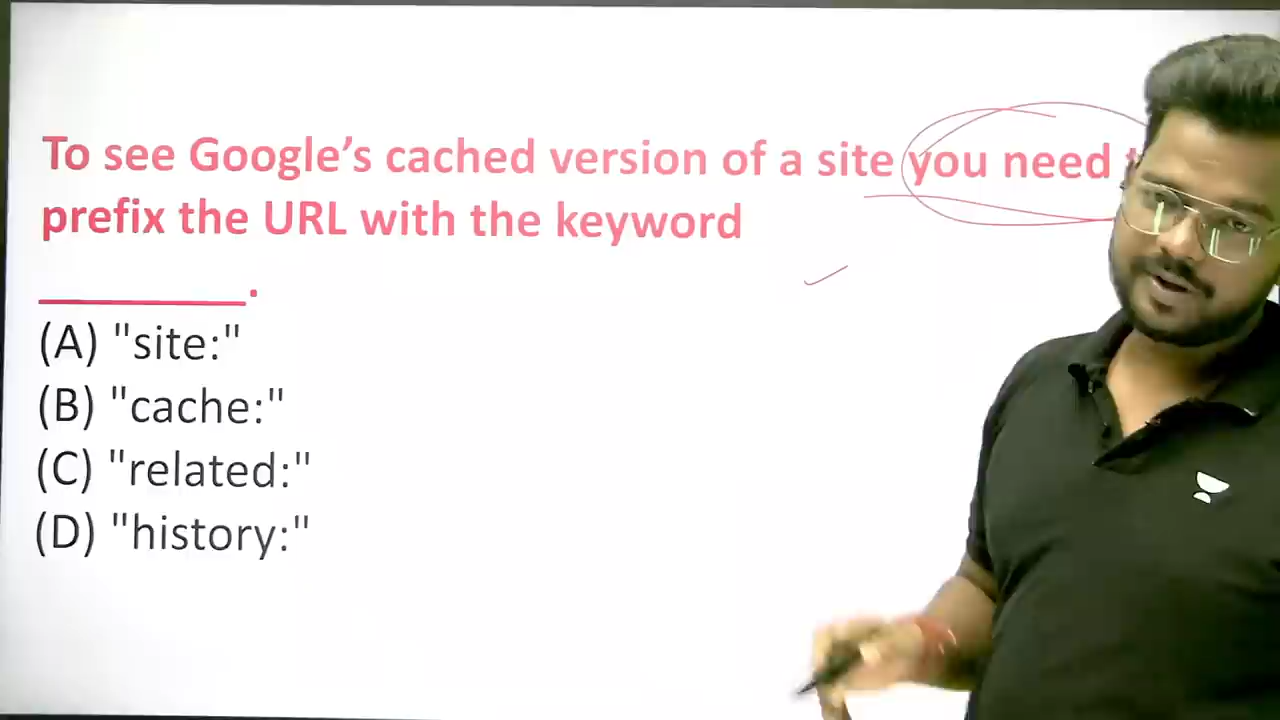 To see Google’s cached version of a site you need
prefix the URL with the keyword
__________.
(A) "site:"
(B) "cache:"
(C) "related:"
(D) "history:"